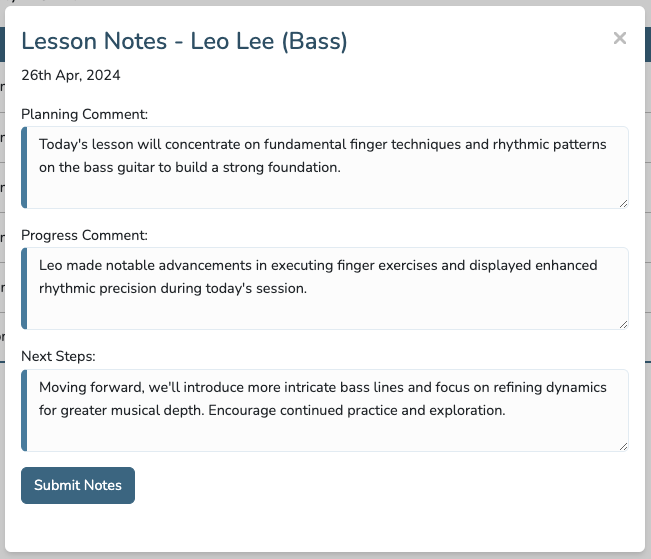 Lesson Notes - Leo Lee (Bass)
×
26th Apr, 2024
Planning Comment:
Today's lesson will concentrate on fundamental finger techniques and rhythmic patterns
on the bass guitar to build a strong foundation.
Progress Comment:
Leo made notable advancements in executing finger exercises and displayed enhanced
rhythmic precision during today's session.
Next Steps:
Moving forward, we'll introduce more intricate bass lines and focus on refining dynamics
for greater musical depth. Encourage continued practice and exploration.
Submit Notes